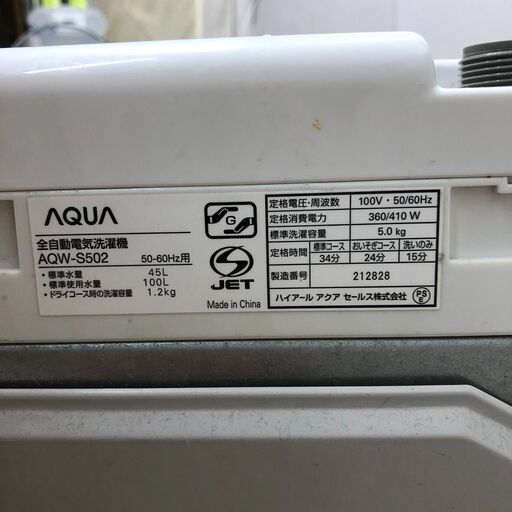 AQUA
全自動電気洗濯機
AQW-S502 50-60Hz用
・標準水量 45L
・標準使用水量 100L
・ドライコース時の洗濯容量 1.2kg
G
S
JET
Made in China
定格電圧・周波数 100V・50/60Hz
定格消費電力 360/410 W
標準洗濯容量 5.0 kg
定格時間 標準コース おいそぎコース 洗いのみ
34分 24分 15分
製造番号 212828
ハイアール アクア セールス株式会社
PS
E